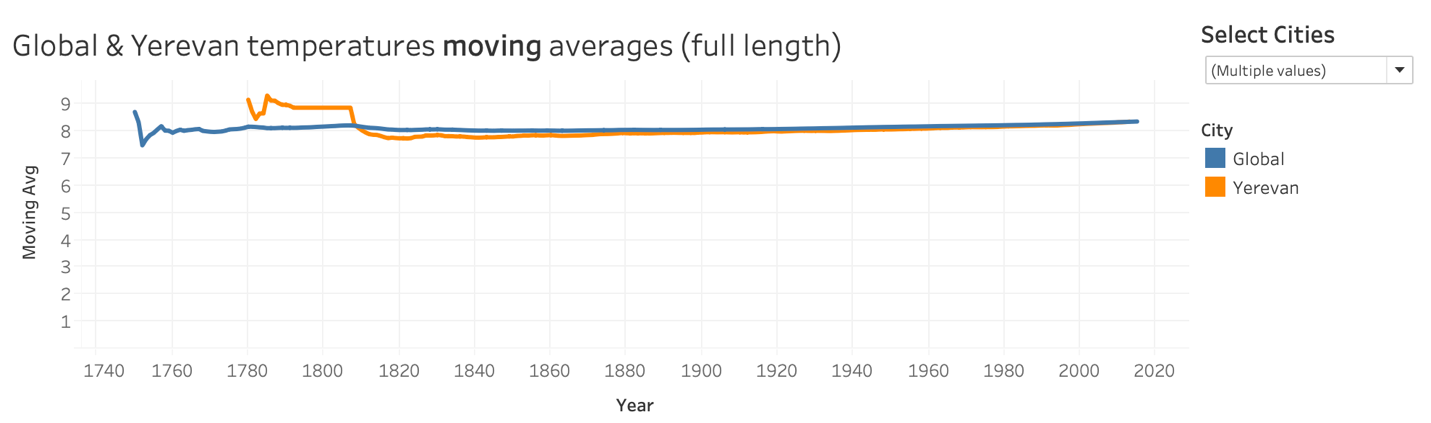 Global & Yerevan temperatures moving averages (full length)
Select Cities
(Multiple values)
City
Global
Yerevan
Moving Avg
9
8
7
6
5
4
3
2
1
1740 1760 1780 1800 1820 1840 1860 1880 1900 1920 1940 1960 1980 2000 2020
Year